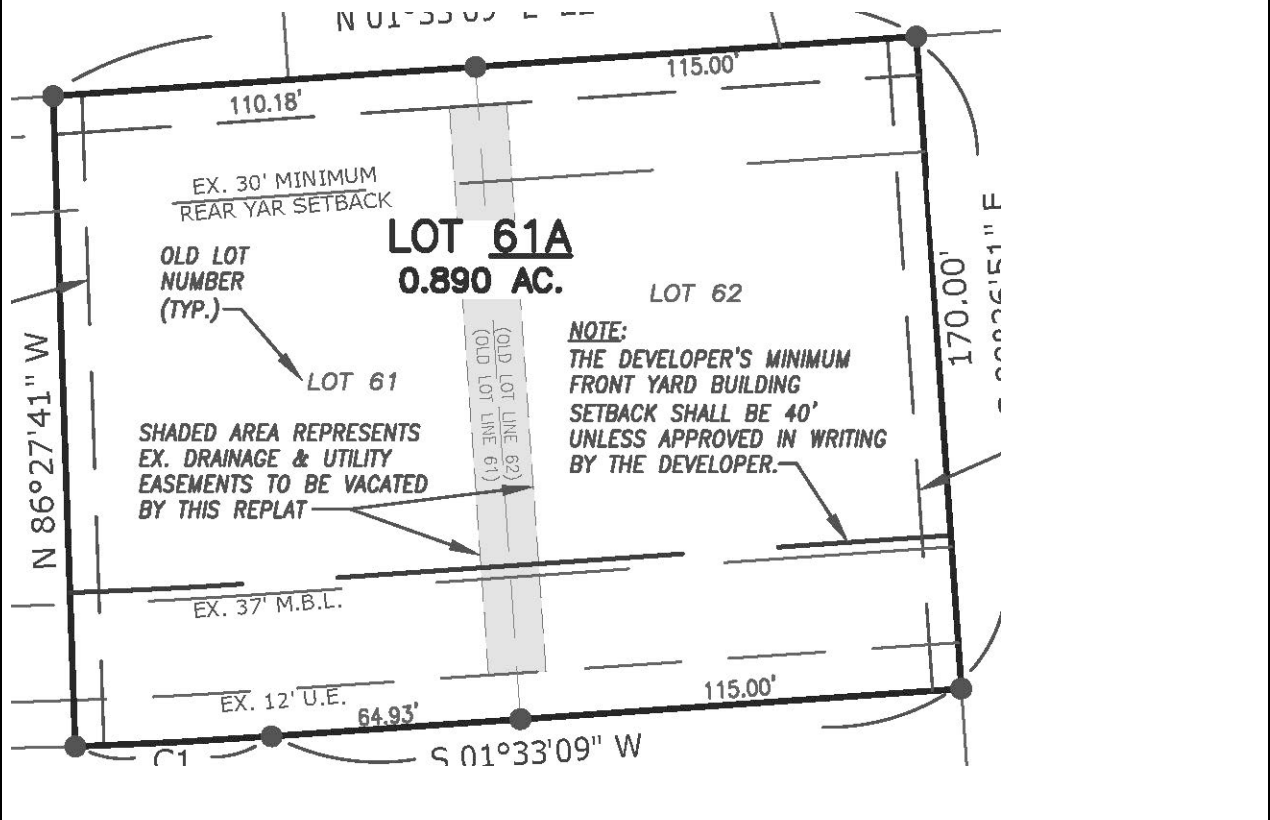 N 01°33'09" E
110.18'
115.00'
EX. 30' MINIMUM
REAR YAR SETBACK
LOT 61A
0.890 AC.
OLD LOT
NUMBER
(TYP.)
LOT 61
LOT 62
NOTE:
THE DEVELOPER'S MINIMUM
FRONT YARD BUILDING
SETBACK SHALL BE 40'
UNLESS APPROVED IN WRITING
BY THE DEVELOPER.
(OLD LOT LINE 62)
(OLD LOT LINE 61)
SHADED AREA REPRESENTS
EX. DRAINAGE & UTILITY
EASEMENTS TO BE VACATED
BY THIS REPLAT
N 86°27'41" W
170.00'
EX. 37' M.B.L.
EX. 12' U.E.
64.93'
115.00'
C1
S 01°33'09" W